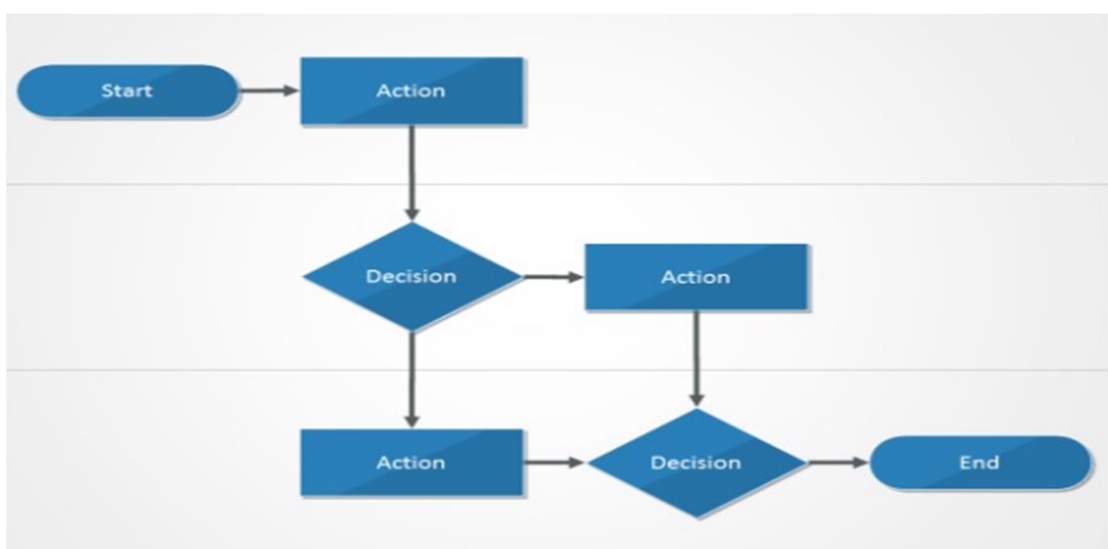 Start
Action
Decision
Action
Action
Decision
End